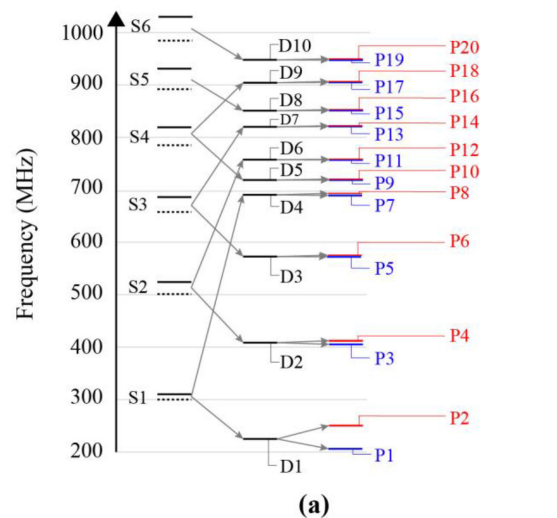 Frequency (MHz)
1000
900
800
700
600
500
400
300
200
S6
S5
S4
S3
S2
S1
D10
D9
D8
D7
D6
D5
D4
D3
D2
D1
P20
P19
P18
P17
P16
P15
P14
P13
P12
P11
P10
P9
P8
P7
P6
P5
P4
P3
P2
P1
(a)